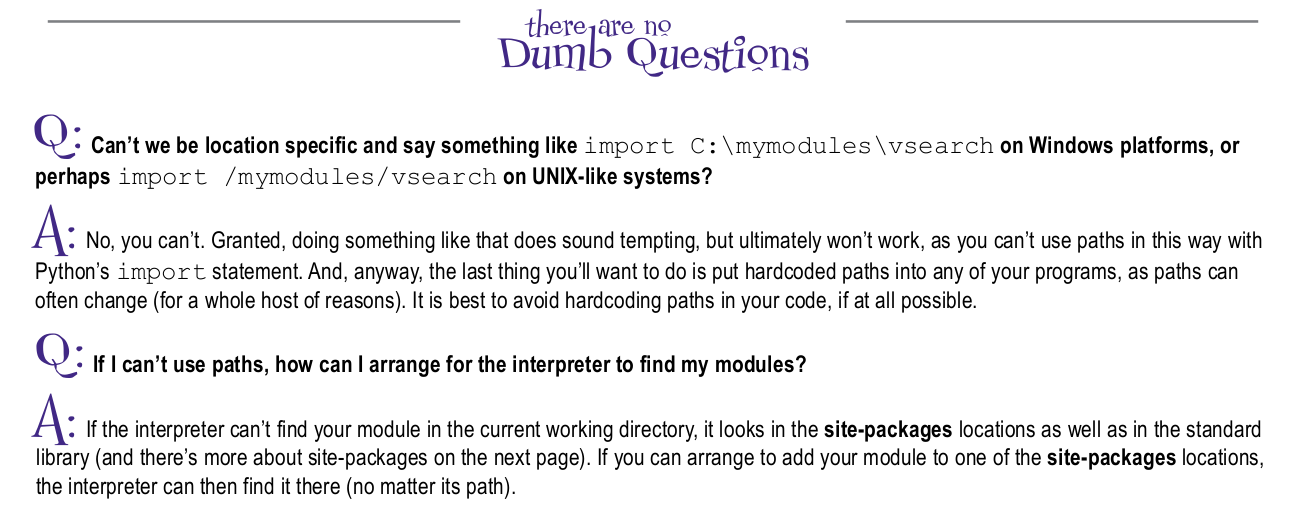 there are no
Dumb Questions
Q: Can’t we be location specific and say something like import C:\mymodules\vsearch on Windows platforms, or
perhaps import /mymodules/vsearch on UNIX-like systems?
A: No, you can’t. Granted, doing something like that does sound tempting, but ultimately won’t work, as you can’t use paths in this way with
Python’s import statement. And, anyway, the last thing you’ll want to do is put hardcoded paths into any of your programs, as paths can
often change (for a whole host of reasons). It is best to avoid hardcoding paths in your code, if at all possible.
Q: If I can’t use paths, how can I arrange for the interpreter to find my modules?
A: If the interpreter can’t find your module in the current working directory, it looks in the site-packages locations as well as in the standard
library (and there’s more about site-packages on the next page). If you can arrange to add your module to one of the site-packages locations,
the interpreter can then find it there (no matter its path).